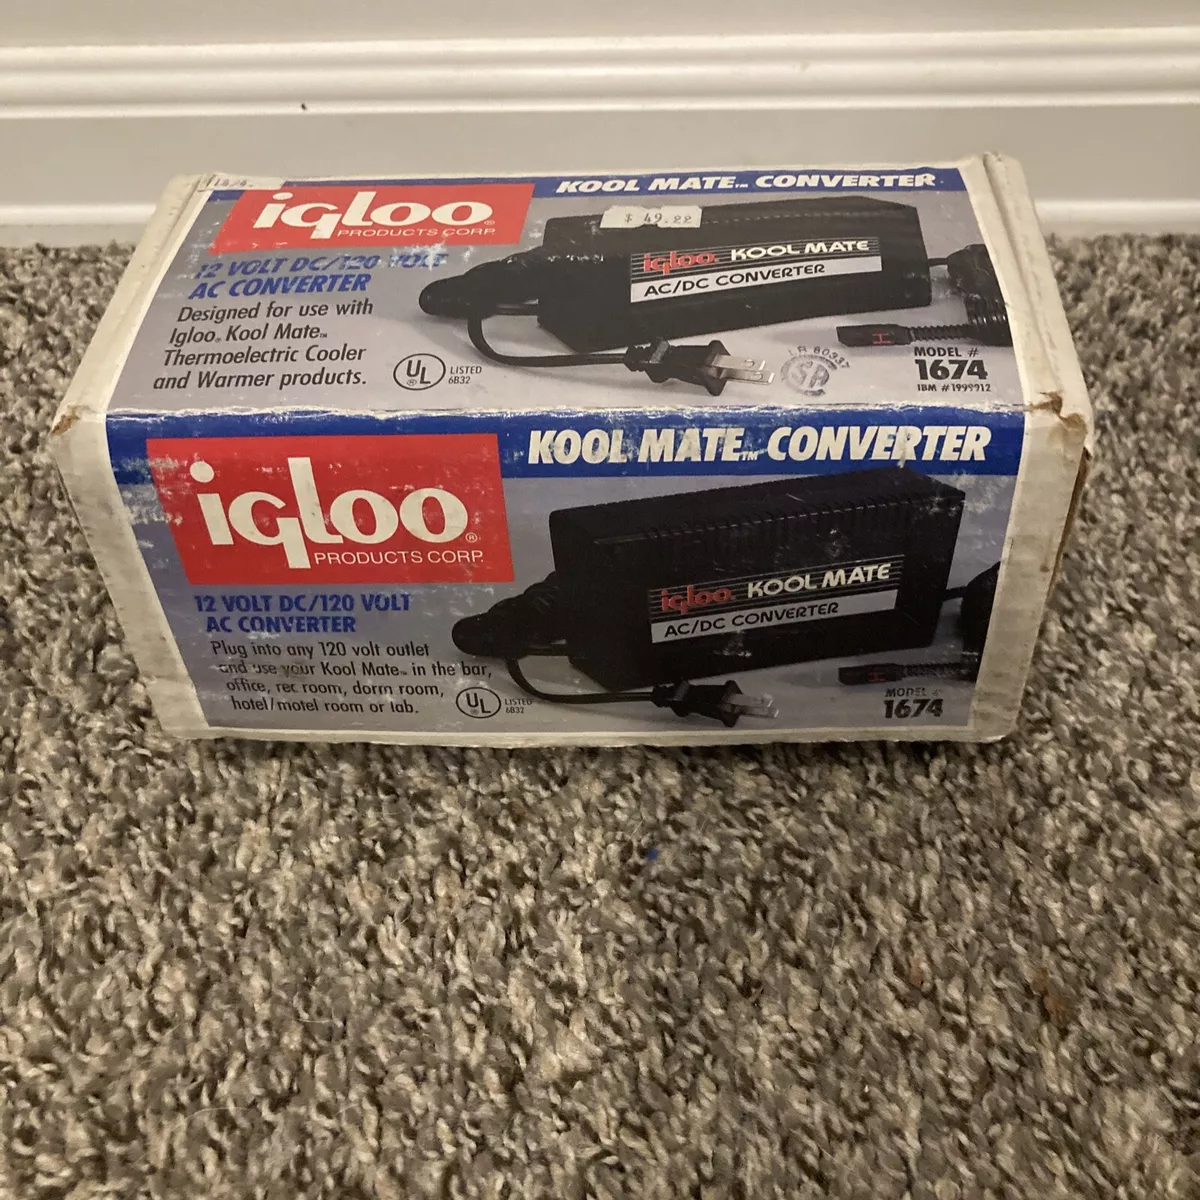 KOOL MATE™ CONVERTER
igloo®
PRODUCTS CORP.
$ 49.22
12 VOLT DC/120 VOLT
AC CONVERTER
Designed for use with
Igloo® Kool Mate™
Thermoelectric Cooler
and Warmer products.
UL®
LISTED
6B32
igloo KOOL MATE
AC/DC CONVERTER
LR 60937
MODEL #
1674
IBM #1999912
KOOL MATE™ CONVERTER
igloo®
PRODUCTS CORP.
12 VOLT DC/120 VOLT
AC CONVERTER
Plug into any 120 volt outlet
and use your Kool Mate™ in the bar,
office, rec room, dorm room,
hotel/motel room or lab.
UL®
LISTED
6B32
igloo KOOL MATE
AC/DC CONVERTER
MODEL #
1674